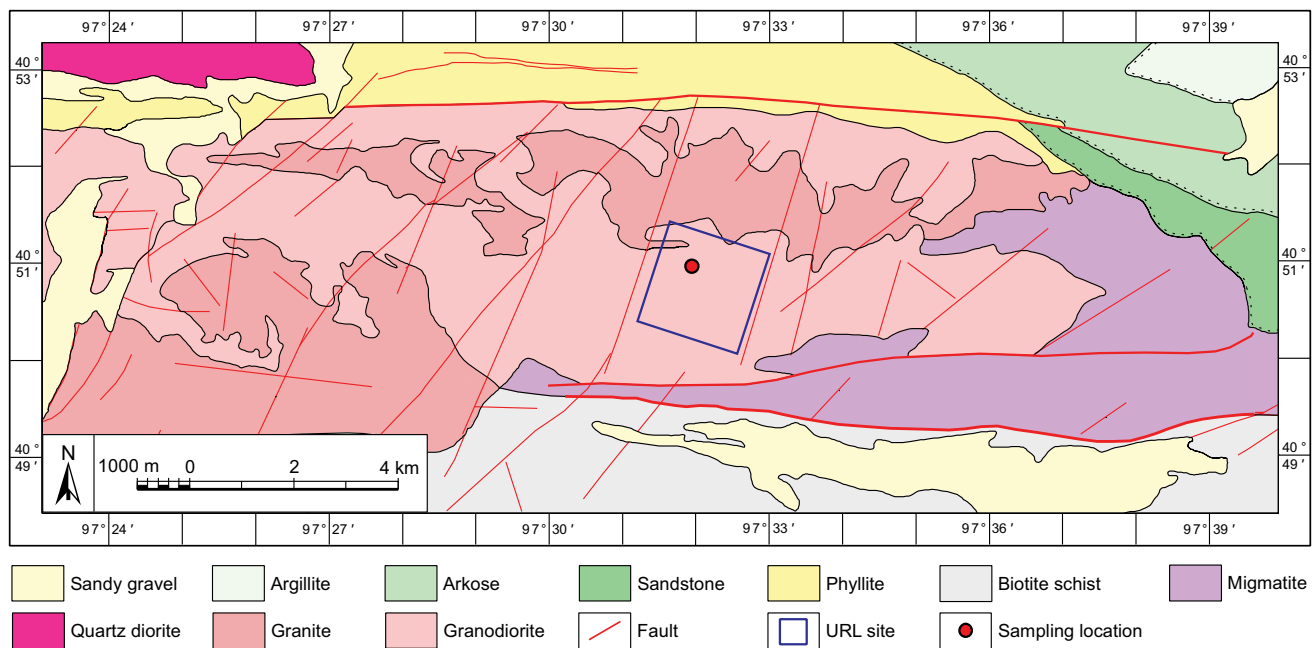 97° 24′ 97° 27′ 97° 30′ 97° 33′ 97° 36′ 97° 39′
40° 40°
53′ 53′
40° 40°
51′ 51′
40° 40°
49′ 49′
N
1000 m 0 2 4 km
97° 24′ 97° 27′ 97° 30′ 97° 33′ 97° 36′ 97° 39′
Sandy gravel Argillite Arkose Sandstone Phyllite Biotite schist Migmatite
Quartz diorite Granite Granodiorite Fault URL site Sampling location